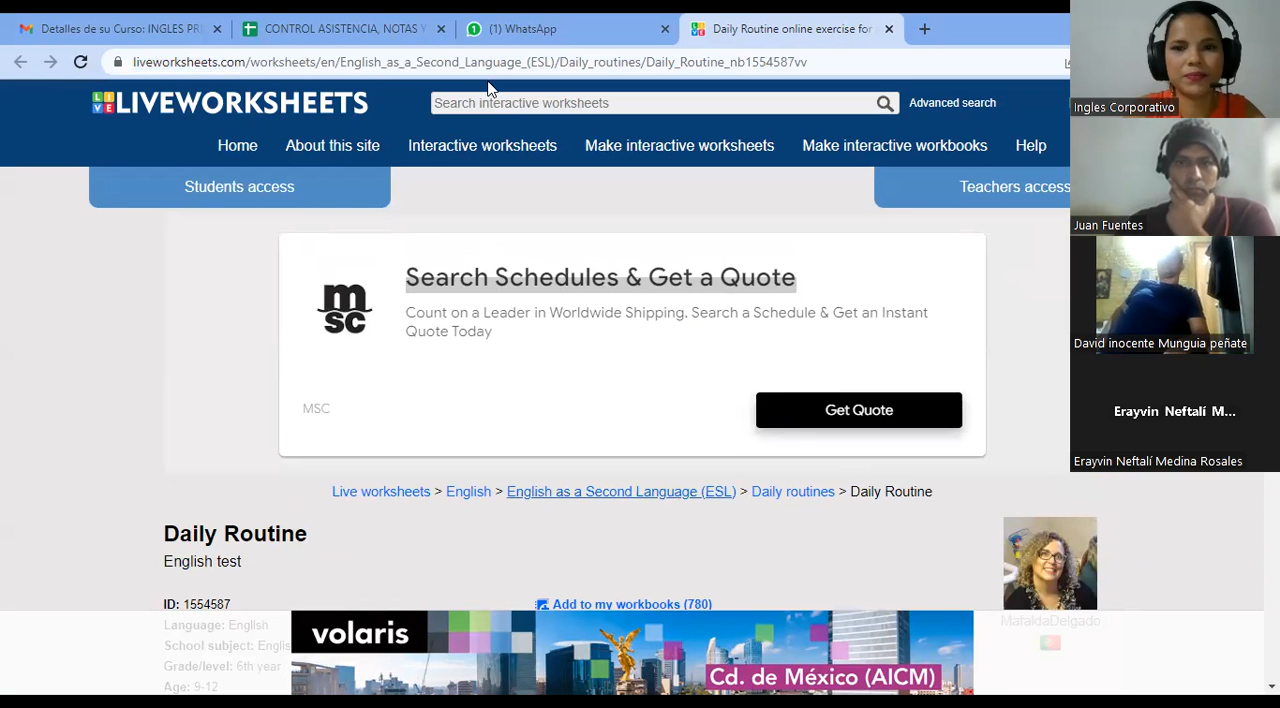 Detalles de su Curso: INGLES PRI
CONTROL ASISTENCIA, NOTAS Y
(1) WhatsApp
Daily Routine online exercise for
liveworksheets.com/worksheets/en/English_as_a_Second_Language_(ESL)/Daily_routines/Daily_Routine_nb1554587vv
LIVEWORKSHEETS
Search interactive worksheets
Advanced search
Home
About this site
Interactive worksheets
Make interactive worksheets
Make interactive workbooks
Help
Students access
Teachers access
msc
Search Schedules & Get a Quote
Count on a Leader in Worldwide Shipping. Search a Schedule & Get an Instant
Quote Today
MSC
Get Quote
Live worksheets > English > English as a Second Language (ESL) > Daily routines > Daily Routine
Daily Routine
English test
ID: 1554587
Add to my workbooks (780)
Language: English
School subject: Englis
Grade/level: 6th year
Age: 9-12
MafaldaDelgado
volaris
Cd. de México (AICM)
Ingles Corporativo
Juan Fuentes
David inocente Munguia peñate
Erayvin Neftalí M...
Erayvin Neftalí Medina Rosales